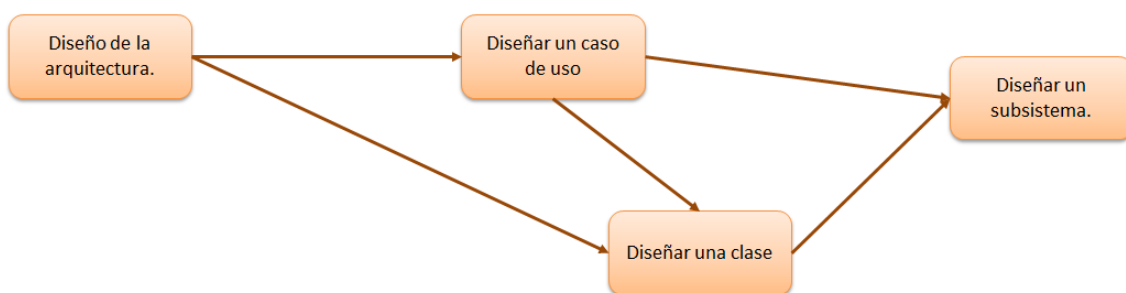 Diseño de la
arquitectura.
Diseñar un caso
de uso
Diseñar un
subsistema.
Diseñar una clase